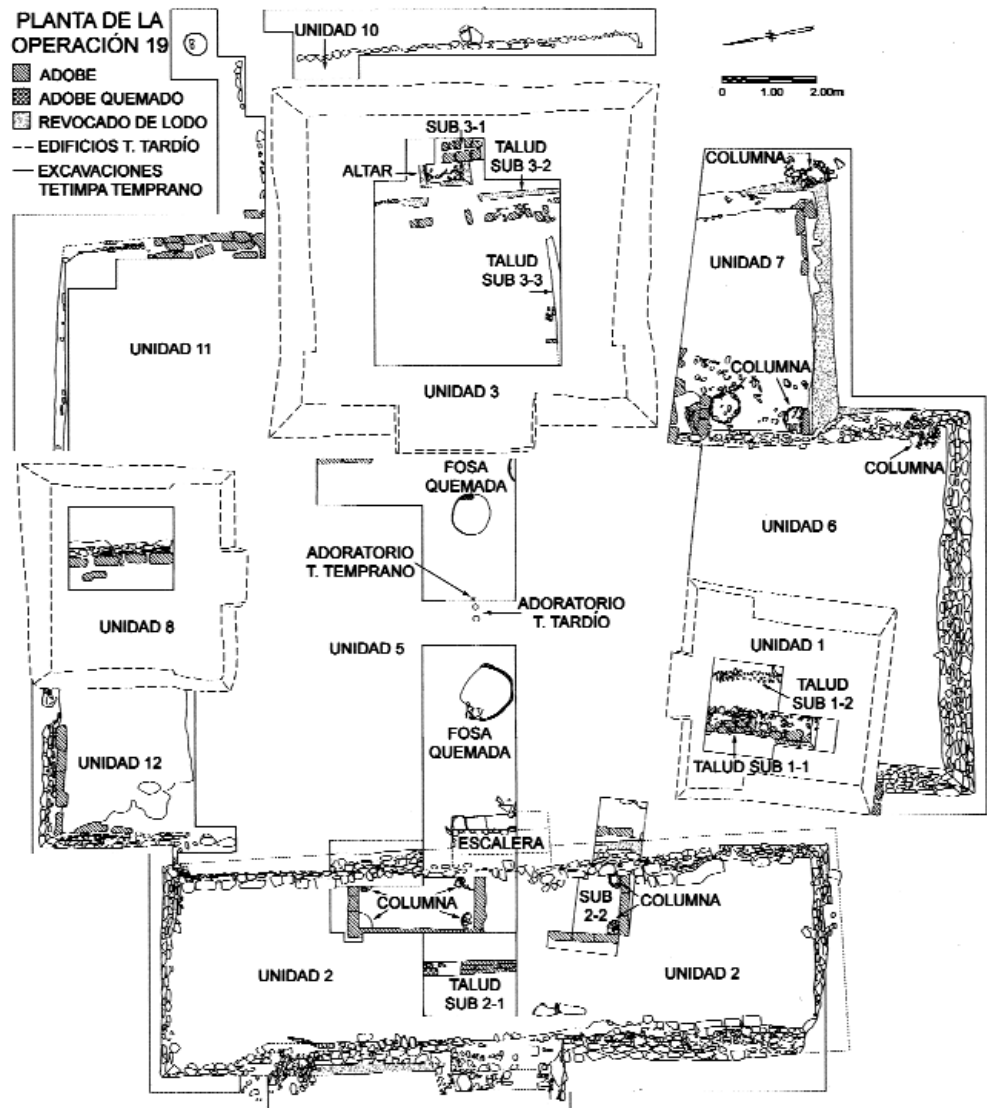 PLANTA DE LA
OPERACIÓN 19
ADOBE
ADOBE QUEMADO
REVOCADO DE LODO
EDIFICIOS T. TARDÍO
EXCAVACIONES
TETIMPA TEMPRANO
UNIDAD 10
0 1.00 2.00m
SUB 3-1
ALTAR
TALUD
SUB 3-2
TALUD
SUB 3-3
UNIDAD 3
COLUMNA
UNIDAD 7
COLUMNA
COLUMNA
UNIDAD 11
FOSA
QUEMADA
UNIDAD 6
ADORATORIO
T. TEMPRANO
ADORATORIO
T. TARDÍO
UNIDAD 8
UNIDAD 5
UNIDAD 1
TALUD
SUB 1-2
TALUD SUB 1-1
FOSA
QUEMADA
UNIDAD 12
ESCALERA
COLUMNA
SUB
2-2
COLUMNA
UNIDAD 2
TALUD
SUB 2-1
UNIDAD 2